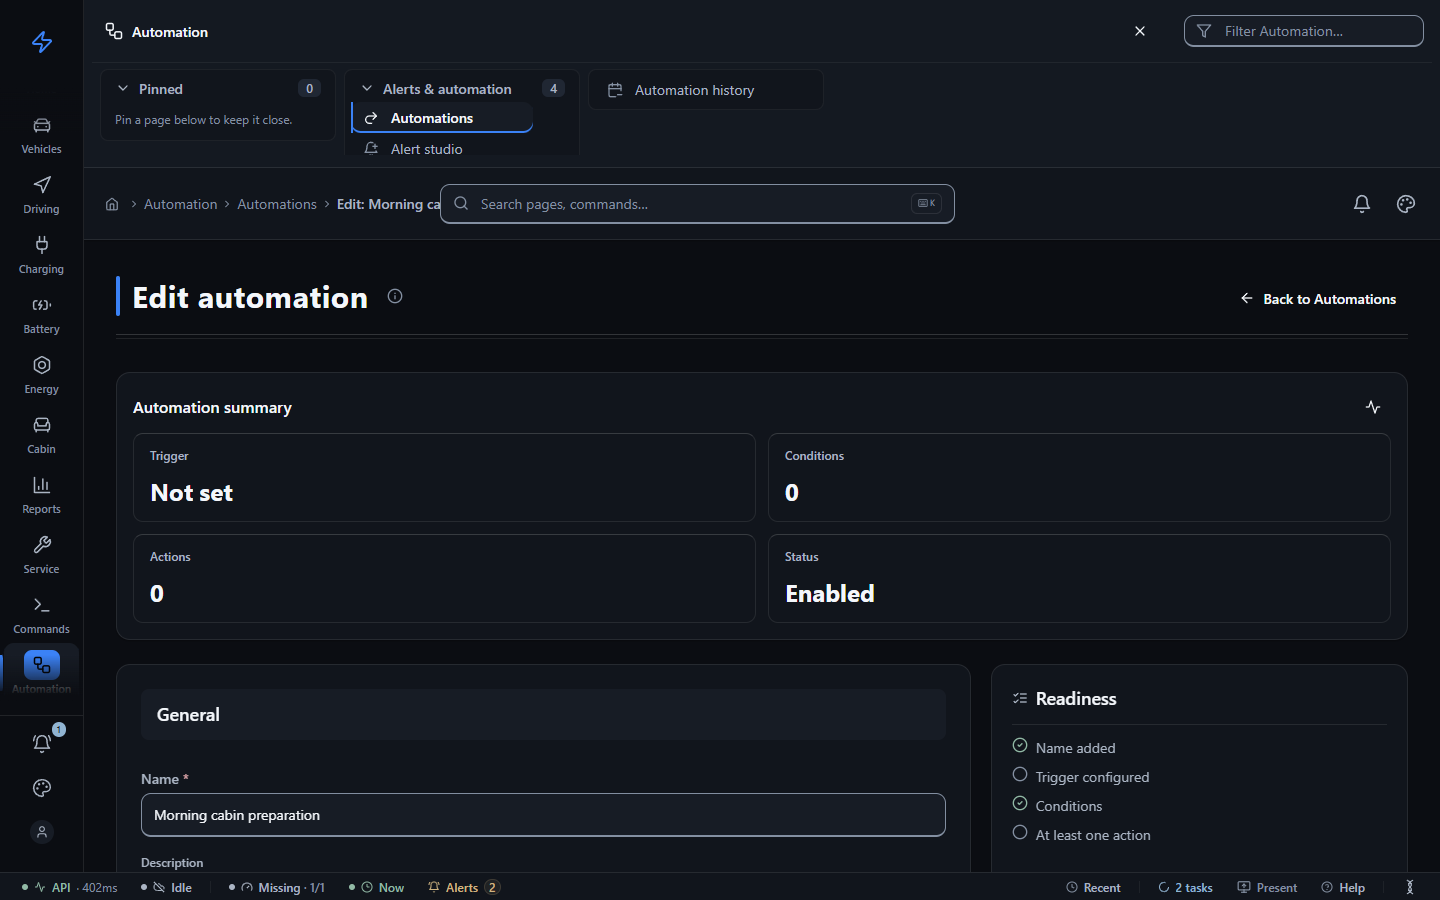 Automation
Filter Automation...
Pinned 0
Pin a page below to keep it close.
Alerts & automation 4
Automations
Alert studio
Automation history
Vehicles
Driving
Charging
Battery
Energy
Cabin
Reports
Service
Commands
Automation
1
Automation > Automations > Edit: Morning ca
Search pages, commands...
K
Edit automation
Back to Automations
Automation summary
Trigger
Not set
Conditions
0
Actions
0
Status
Enabled
General
Name *
Morning cabin preparation
Description
Readiness
Name added
Trigger configured
Conditions
At least one action
API · 402ms
Idle
Missing · 1/1
Now
Alerts 2
Recent
2 tasks
Present
Help